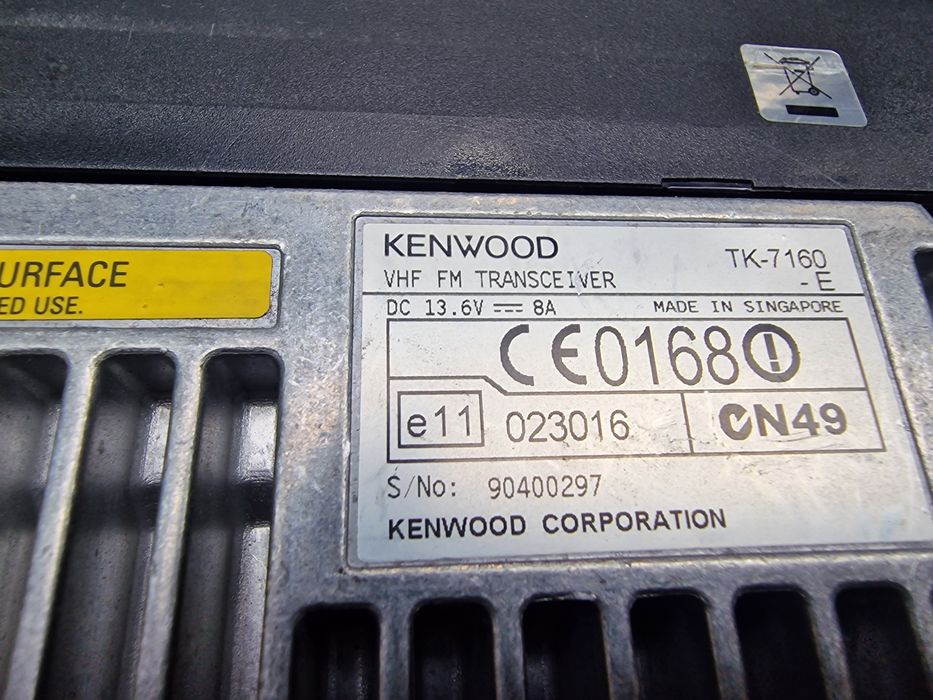 URFACE
ED USE.
KENWOOD
TK-7160
VHF FM TRANSCEIVER
-E
DC 13.6V ⎓ 8A MADE IN SINGAPORE
CE0168
e11 023016 N49
S/No: 90400297
KENWOOD CORPORATION